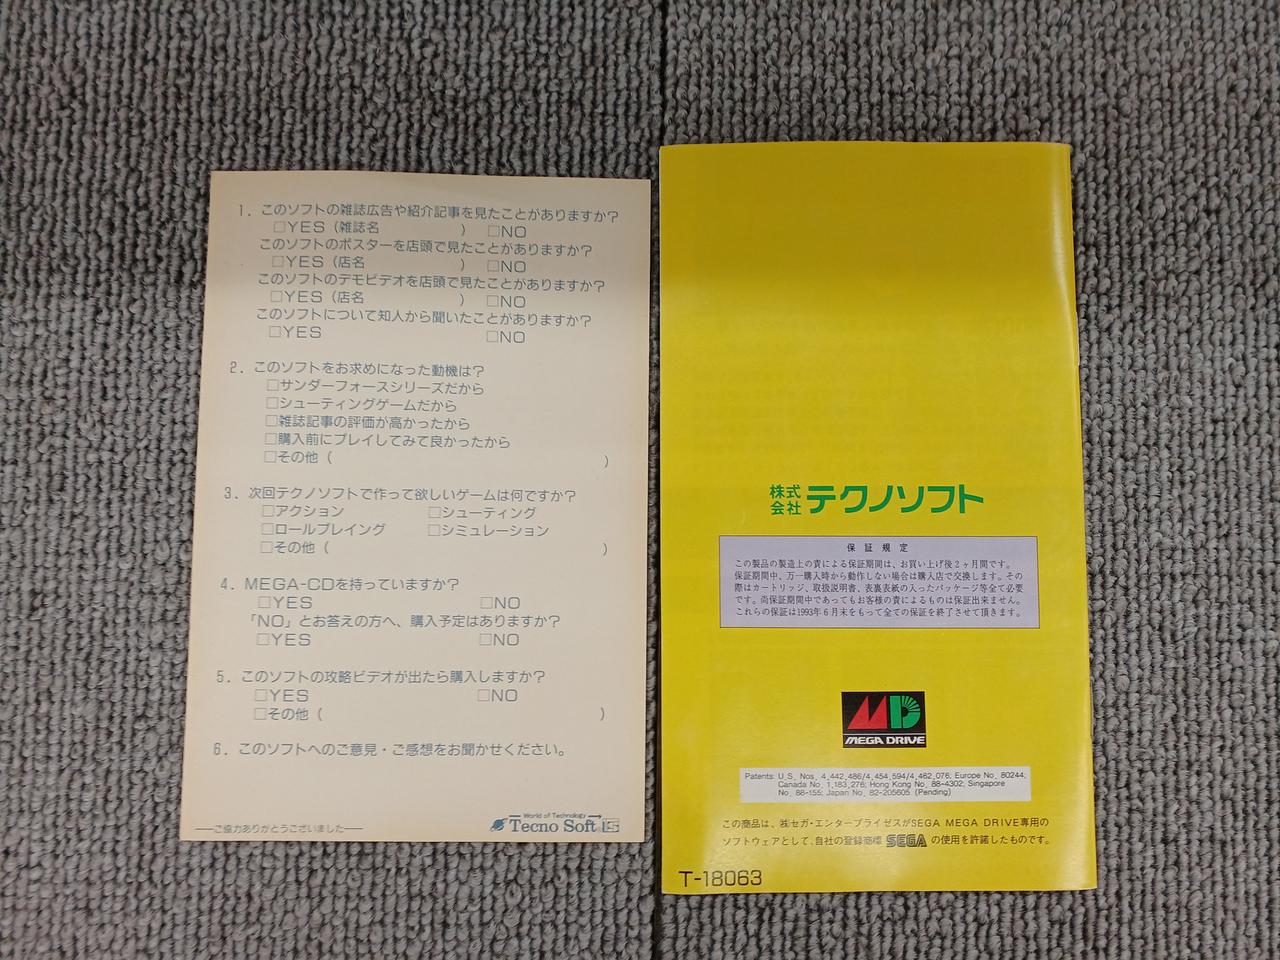 1．このソフトの雑誌広告や紹介記事を見たことがありますか？
□YES（雑誌名　　　　　）　□NO
このソフトのポスターを店頭で見たことがありますか？
□YES（店名　　　　　　）　□NO
このソフトのデモビデオを店頭で見たことがありますか？
□YES（店名　　　　　　）　□NO
このソフトについて知人から聞いたことがありますか？
□YES　　　　　　　　　　□NO
2．このソフトをお求めになった動機は？
□サンダーフォースシリーズだから
□シューティングゲームだから
□雑誌記事の評価が高かったから
□購入前にプレイしてみて良かったから
□その他（　　　　　　　　　　　　　　　　）
3．次回テクノソフトで作って欲しいゲームは何ですか？
□アクション　　　　　□シューティング
□ロールプレイング　　□シミュレーション
□その他（　　　　　　　　　　　　　　　　）
4．MEGA-CDを持っていますか？
□YES　　　　　　　　　　□NO
「NO」とお答えの方へ、購入予定はありますか？
□YES　　　　　　　　　　□NO
5．このソフトの攻略ビデオが出たら購入しますか？
□YES　　　　　　　　　　□NO
□その他（　　　　　　　　　　　　　　　　）
6．このソフトへのご意見・ご感想をお聞かせください。
──ご協力ありがとうございました──
World of Technology
Tecno Soft
株式会社 テクノソフト
保証規定
この製品の製造上の責による保証期間は、お買い上げ後2ヶ月間です。
保証期間中、万一購入時から動作しない場合は購入店で交換します。その
際はカートリッジ、取扱説明書、表裏表紙の入ったパッケージ等全て必要
です。尚保証期間中であってもお客様の責によるものは保証出来ません。
これらの保証は1993年6月末をもって全ての保証を終了させて頂きます。
MD
MEGA DRIVE
Patents: U.S. Nos. 4,442,486/4,454,594/4,462,076; Europe No. 80244;
Canada No. 1,183,276; Hong Kong No. 88-4302; Singapore
No. 88-155; Japan No. 82-205605 (Pending)
この商品は、㈱セガ・エンタープライゼスがSEGA MEGA DRIVE専用の
ソフトウェアとして、自社の登録商標 SEGA の使用を許諾したものです。
T-18063